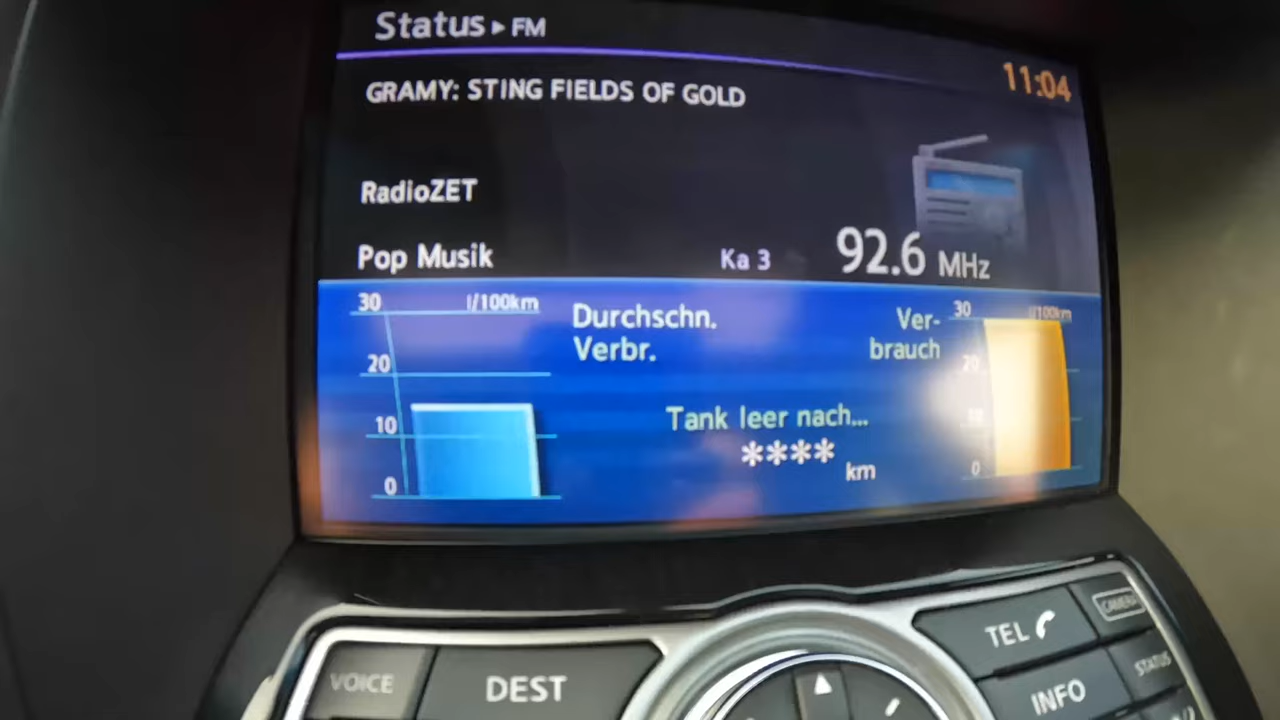 Status ▸ FM
11:04
GRAMY: STING FIELDS OF GOLD
RadioZET
Pop Musik
Ka 3
92.6 MHz
30 l/100km
20
10
0
Durchschn.
Verbr.
Tank leer nach...
**** km
Ver-
brauch
30 l/100km
20
10
0
VOICE
DEST
TEL
CAMERA
INFO
STATUS